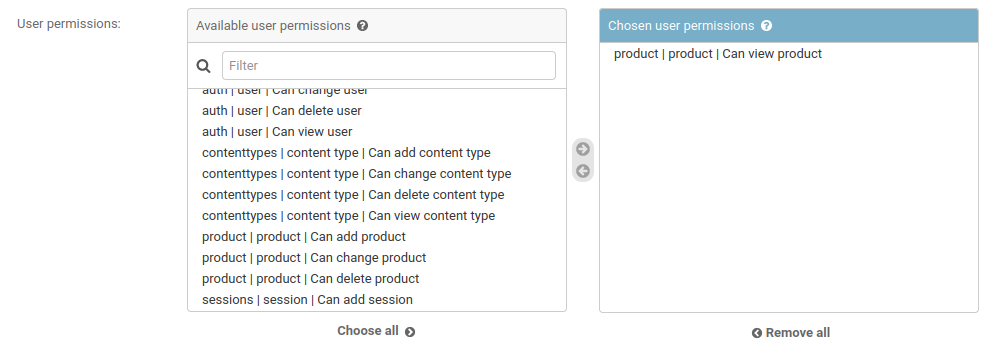 User permissions:
Available user permissions ?
Filter
auth | user | Can change user
auth | user | Can delete user
auth | user | Can view user
contenttypes | content type | Can add content type
contenttypes | content type | Can change content type
contenttypes | content type | Can delete content type
contenttypes | content type | Can view content type
product | product | Can add product
product | product | Can change product
product | product | Can delete product
sessions | session | Can add session
Choose all
Chosen user permissions ?
product | product | Can view product
Remove all